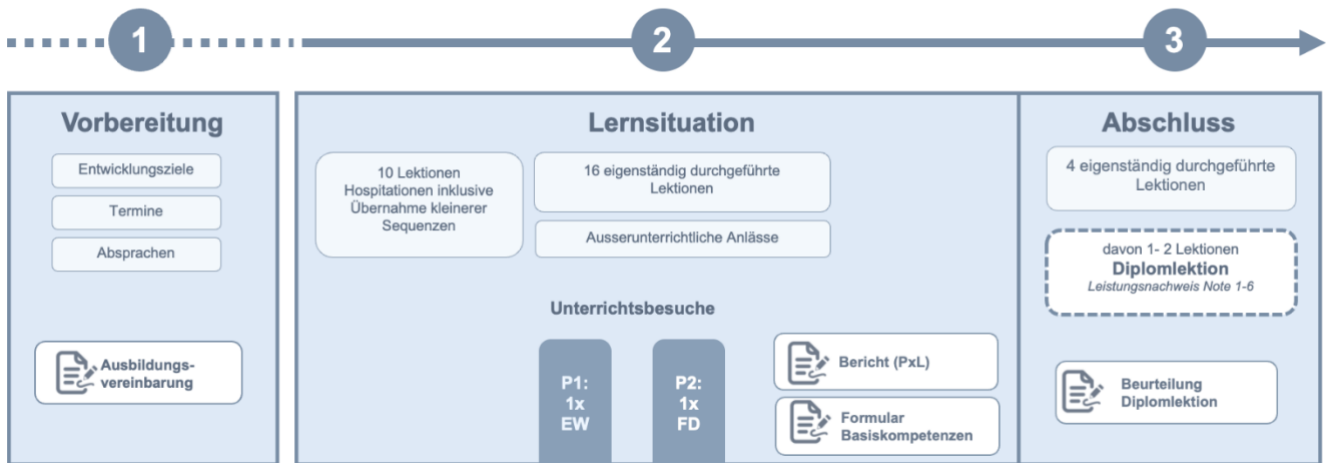 1
2
3
Vorbereitung
Entwicklungsziele
Termine
Absprachen
Ausbildungs-
vereinbarung
Lernsituation
10 Lektionen
Hospitationen inklusive
Übernahme kleinerer
Sequenzen
16 eigenständig durchgeführte
Lektionen
Ausserunterrichtliche Anlässe
Unterrichtsbesuche
P1:
1x
EW
P2:
1x
FD
Bericht (PxL)
Formular
Basiskompetenzen
Abschluss
4 eigenständig durchgeführte
Lektionen
davon 1- 2 Lektionen
Diplomlektion
Leistungsnachweis Note 1-6
Beurteilung
Diplomlektion